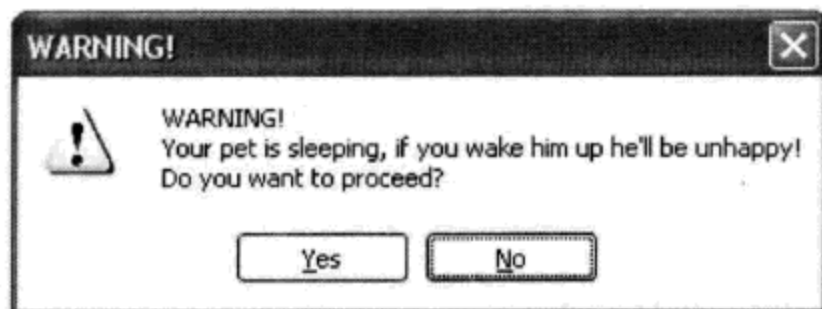 WARNING!
WARNING!
Your pet is sleeping, if you wake him up he'll be unhappy!
Do you want to proceed?
Yes
No